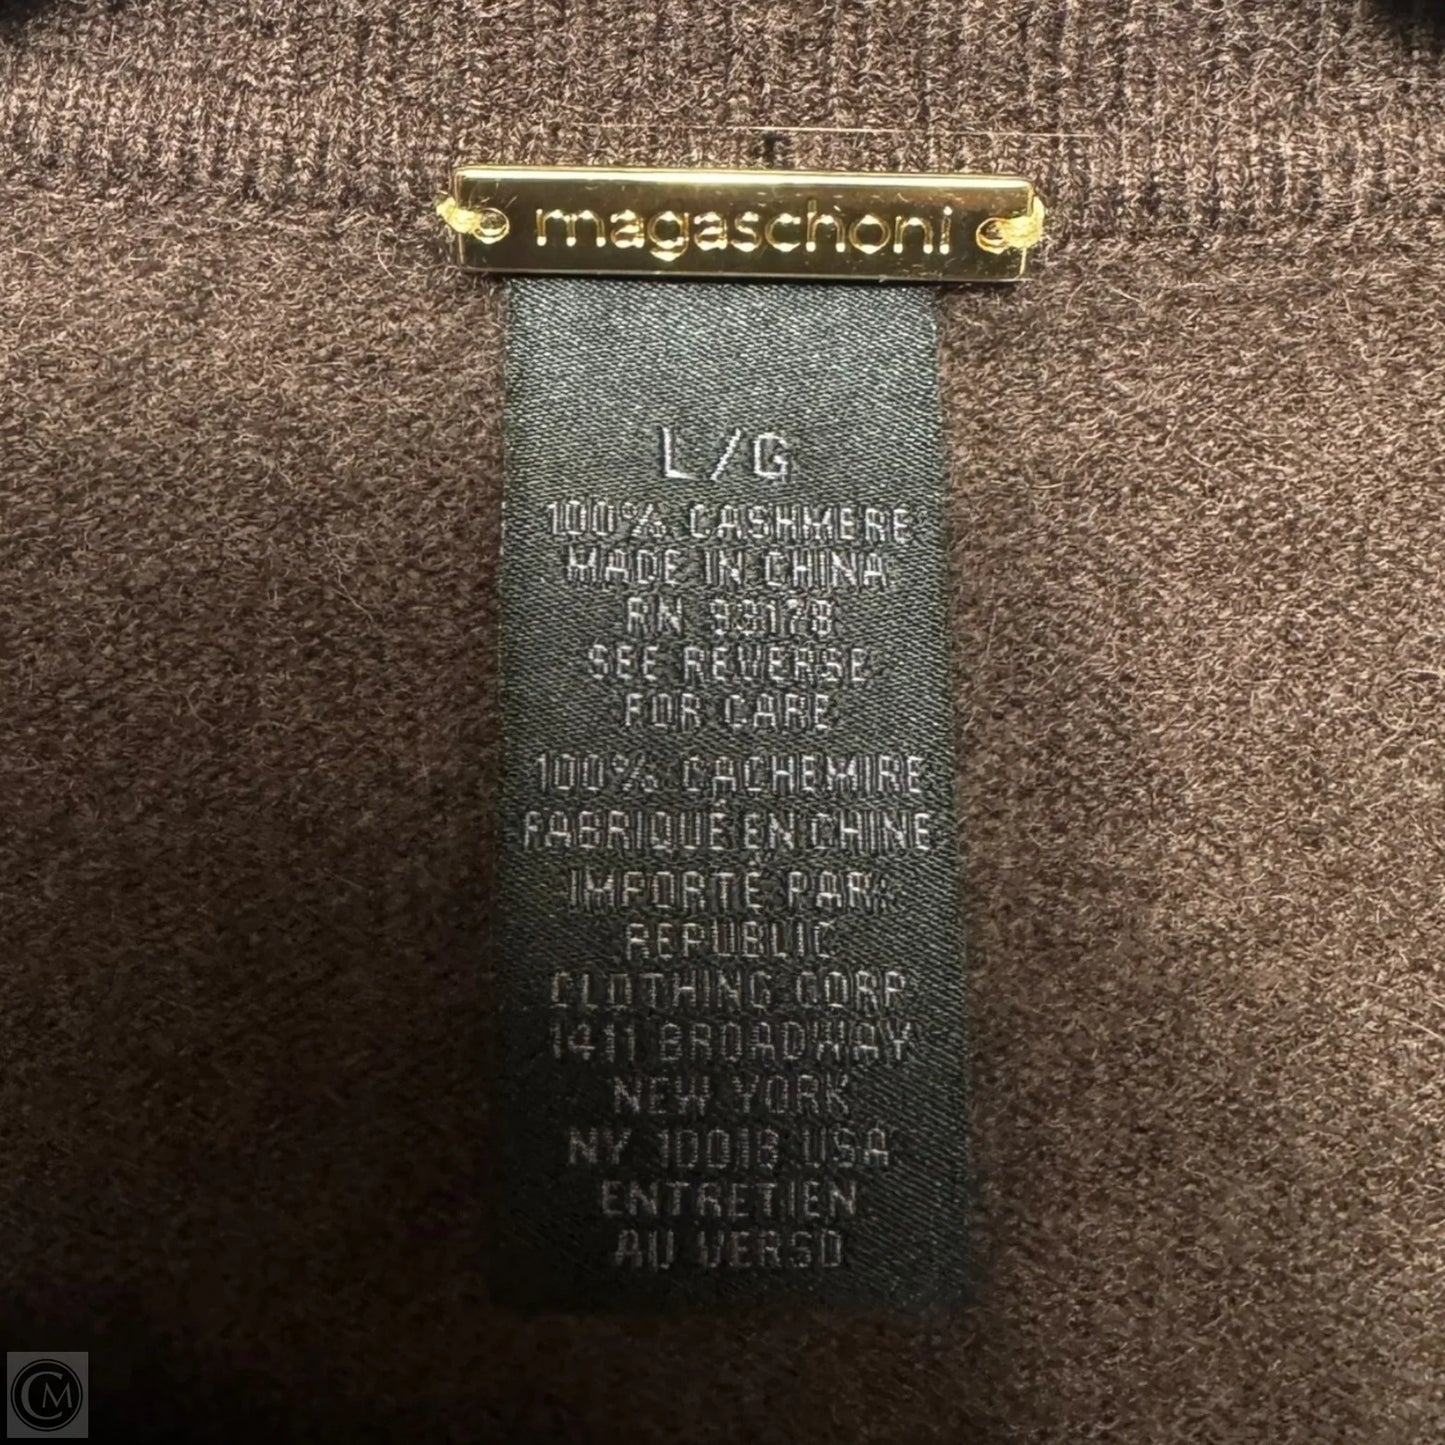 magaschoni
L/G
100% CASHMERE
MADE IN CHINA
RN 93178
SEE REVERSE
FOR CARE
100% CACHEMIRE
FABRIQUÉ EN CHINE
IMPORTÉ PAR:
REPUBLIC
CLOTHING CORP
1411 BROADWAY
NEW YORK
NY 10018 USA
ENTRETIEN
AU VERSO
CM